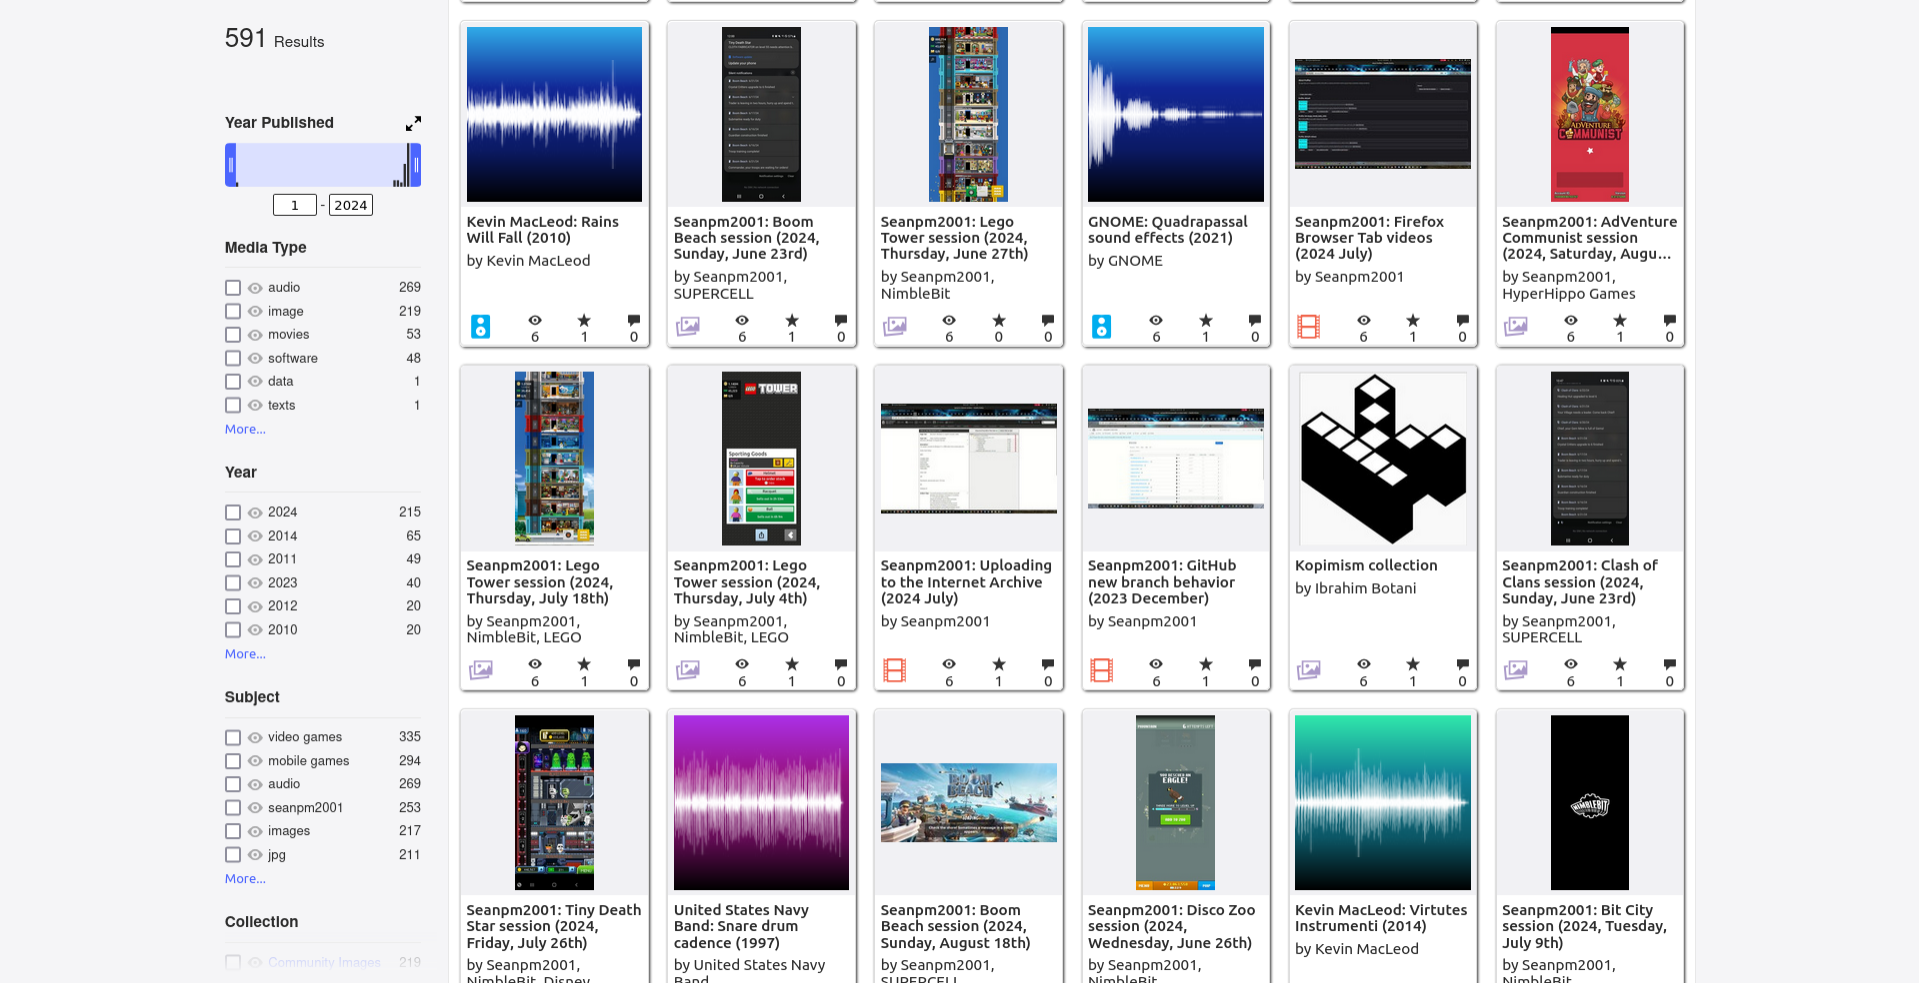 591 Results
Year Published
1 - 2024
Media Type
audio 269
image 219
movies 53
software 48
data 1
texts 1
More...
Year
2024 215
2014 65
2011 49
2023 40
2012 20
2010 20
More...
Subject
video games 335
mobile games 294
audio 269
seanpm2001 253
images 217
jpg 211
More...
Collection
Community Images 219
Kevin MacLeod: Rains
Will Fall (2010)
by Kevin MacLeod
6 1 0
Seanpm2001: Boom
Beach session (2024,
Sunday, June 23rd)
by Seanpm2001,
SUPERCELL
6 1 0
Seanpm2001: Lego
Tower session (2024,
Thursday, June 27th)
by Seanpm2001,
NimbleBit
6 0 0
GNOME: Quadrapassal
sound effects (2021)
by GNOME
6 1 0
Seanpm2001: Firefox
Browser Tab videos
(2024 July)
by Seanpm2001
6 1 0
ADVENTURE
COMMUNIST
Seanpm2001: AdVenture
Communist session
(2024, Saturday, Augu...
by Seanpm2001,
HyperHippo Games
6 1 0
Seanpm2001: Lego
Tower session (2024,
Thursday, July 18th)
by Seanpm2001,
NimbleBit, LEGO
6 1 0
LEGO TOWER
Sporting Goods
Seanpm2001: Lego
Tower session (2024,
Thursday, July 4th)
by Seanpm2001,
NimbleBit, LEGO
6 1 0
Seanpm2001: Uploading
to the Internet Archive
(2024 July)
by Seanpm2001
6 1 0
Seanpm2001: GitHub
new branch behavior
(2023 December)
by Seanpm2001
6 1 0
Kopimism collection
by Ibrahim Botani
6 1 0
Seanpm2001: Clash of
Clans session (2024,
Sunday, June 23rd)
by Seanpm2001,
SUPERCELL
6 1 0
Seanpm2001: Tiny Death
Star session (2024,
Friday, July 26th)
by Seanpm2001,
NimbleBit, Disney
United States Navy
Band: Snare drum
cadence (1997)
by United States Navy
Band
BOOM
BEACH
Seanpm2001: Boom
Beach session (2024,
Sunday, August 18th)
by Seanpm2001,
SUPERCELL
EAGLE!
Seanpm2001: Disco Zoo
session (2024,
Wednesday, June 26th)
by Seanpm2001,
NimbleBit
Kevin MacLeod: Virtutes
Instrumenti (2014)
by Kevin MacLeod
NIMBLEBIT
Seanpm2001: Bit City
session (2024, Tuesday,
July 9th)
by Seanpm2001,
NimbleBit